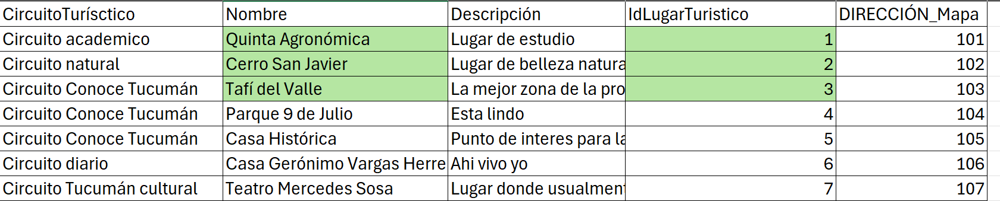 CircuitoTurísctico Nombre Descripción IdLugarTuristico DIRECCIÓN_Mapa
Circuito academico Quinta Agronómica Lugar de estudio 1 101
Circuito natural Cerro San Javier Lugar de belleza natura 2 102
Circuito Conoce Tucumán Tafí del Valle La mejor zona de la pro 3 103
Circuito Conoce Tucumán Parque 9 de Julio Esta lindo 4 104
Circuito Conoce Tucumán Casa Histórica Punto de interes para la 5 105
Circuito diario Casa Gerónimo Vargas Herre Ahi vivo yo 6 106
Circuito Tucumán cultural Teatro Mercedes Sosa Lugar donde usualment 7 107